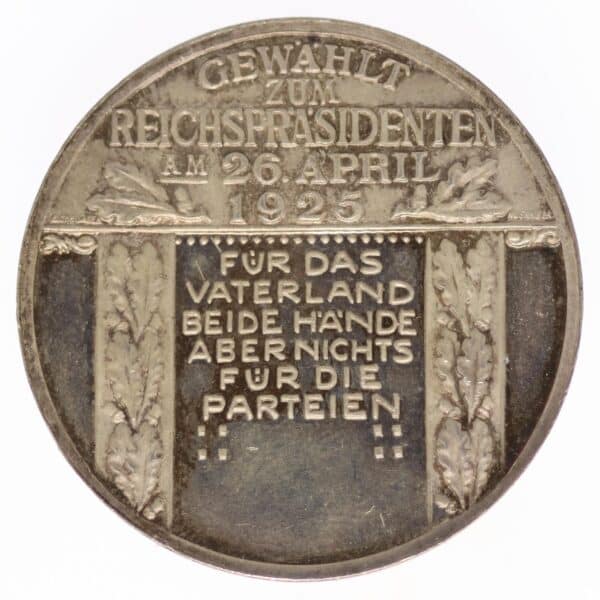 GEWÄHLT
ZUM
REICHSPRÄSIDENTEN
AM 26 APRIL
1925
FÜR DAS
VATERLAND
BEIDE HÄNDE
ABER NICHTS
FÜR DIE
PARTEIEN